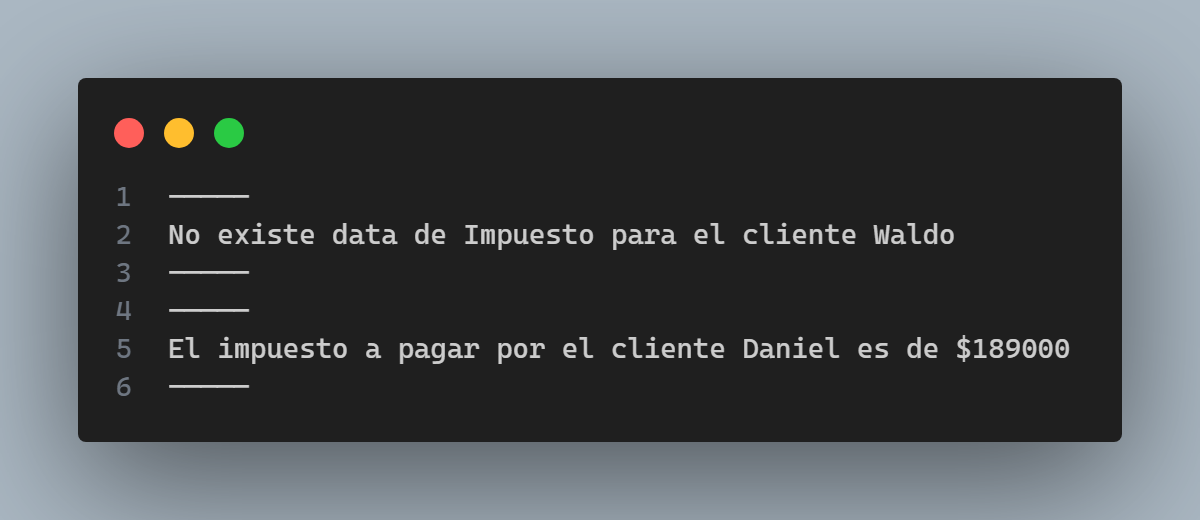 1 -----
2 No existe data de Impuesto para el cliente Waldo
3 -----
4 -----
5 El impuesto a pagar por el cliente Daniel es de $189000
6 -----